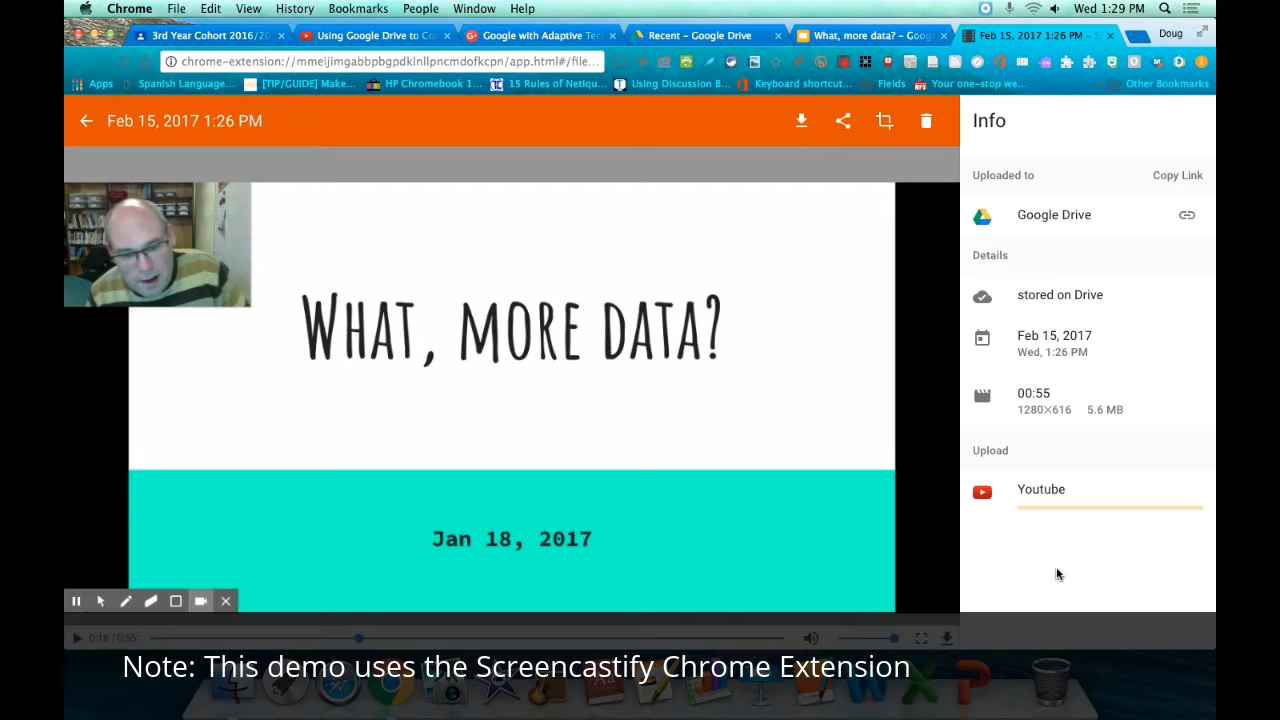 Chrome File Edit View History Bookmarks People Window Help Wed 1:29 PM
3rd Year Cohort 2016/20 Using Google Drive to Co Google with Adaptive Te Recent – Google Drive What, more data? – Goog Feb 15, 2017 1:26 PM – S Doug
chrome-extension://mmeijimgabbpbgpdklnllpncmdofkcpn/app.html#/file...
Apps Spanish Language... [TIP/GUIDE] Make... HP Chromebook 1... 15 Rules of Netiqu... Using Discussion B... Keyboard shortcut... Fields Your one-stop we... Other Bookmarks
Feb 15, 2017 1:26 PM
Info
Uploaded to Copy Link
Google Drive
Details
stored on Drive
Feb 15, 2017
Wed, 1:26 PM
00:55
1280×616 5.6 MB
Upload
Youtube
What, more data?
Jan 18, 2017
0:18 / 0:55
Note: This demo uses the Screencastify Chrome Extension